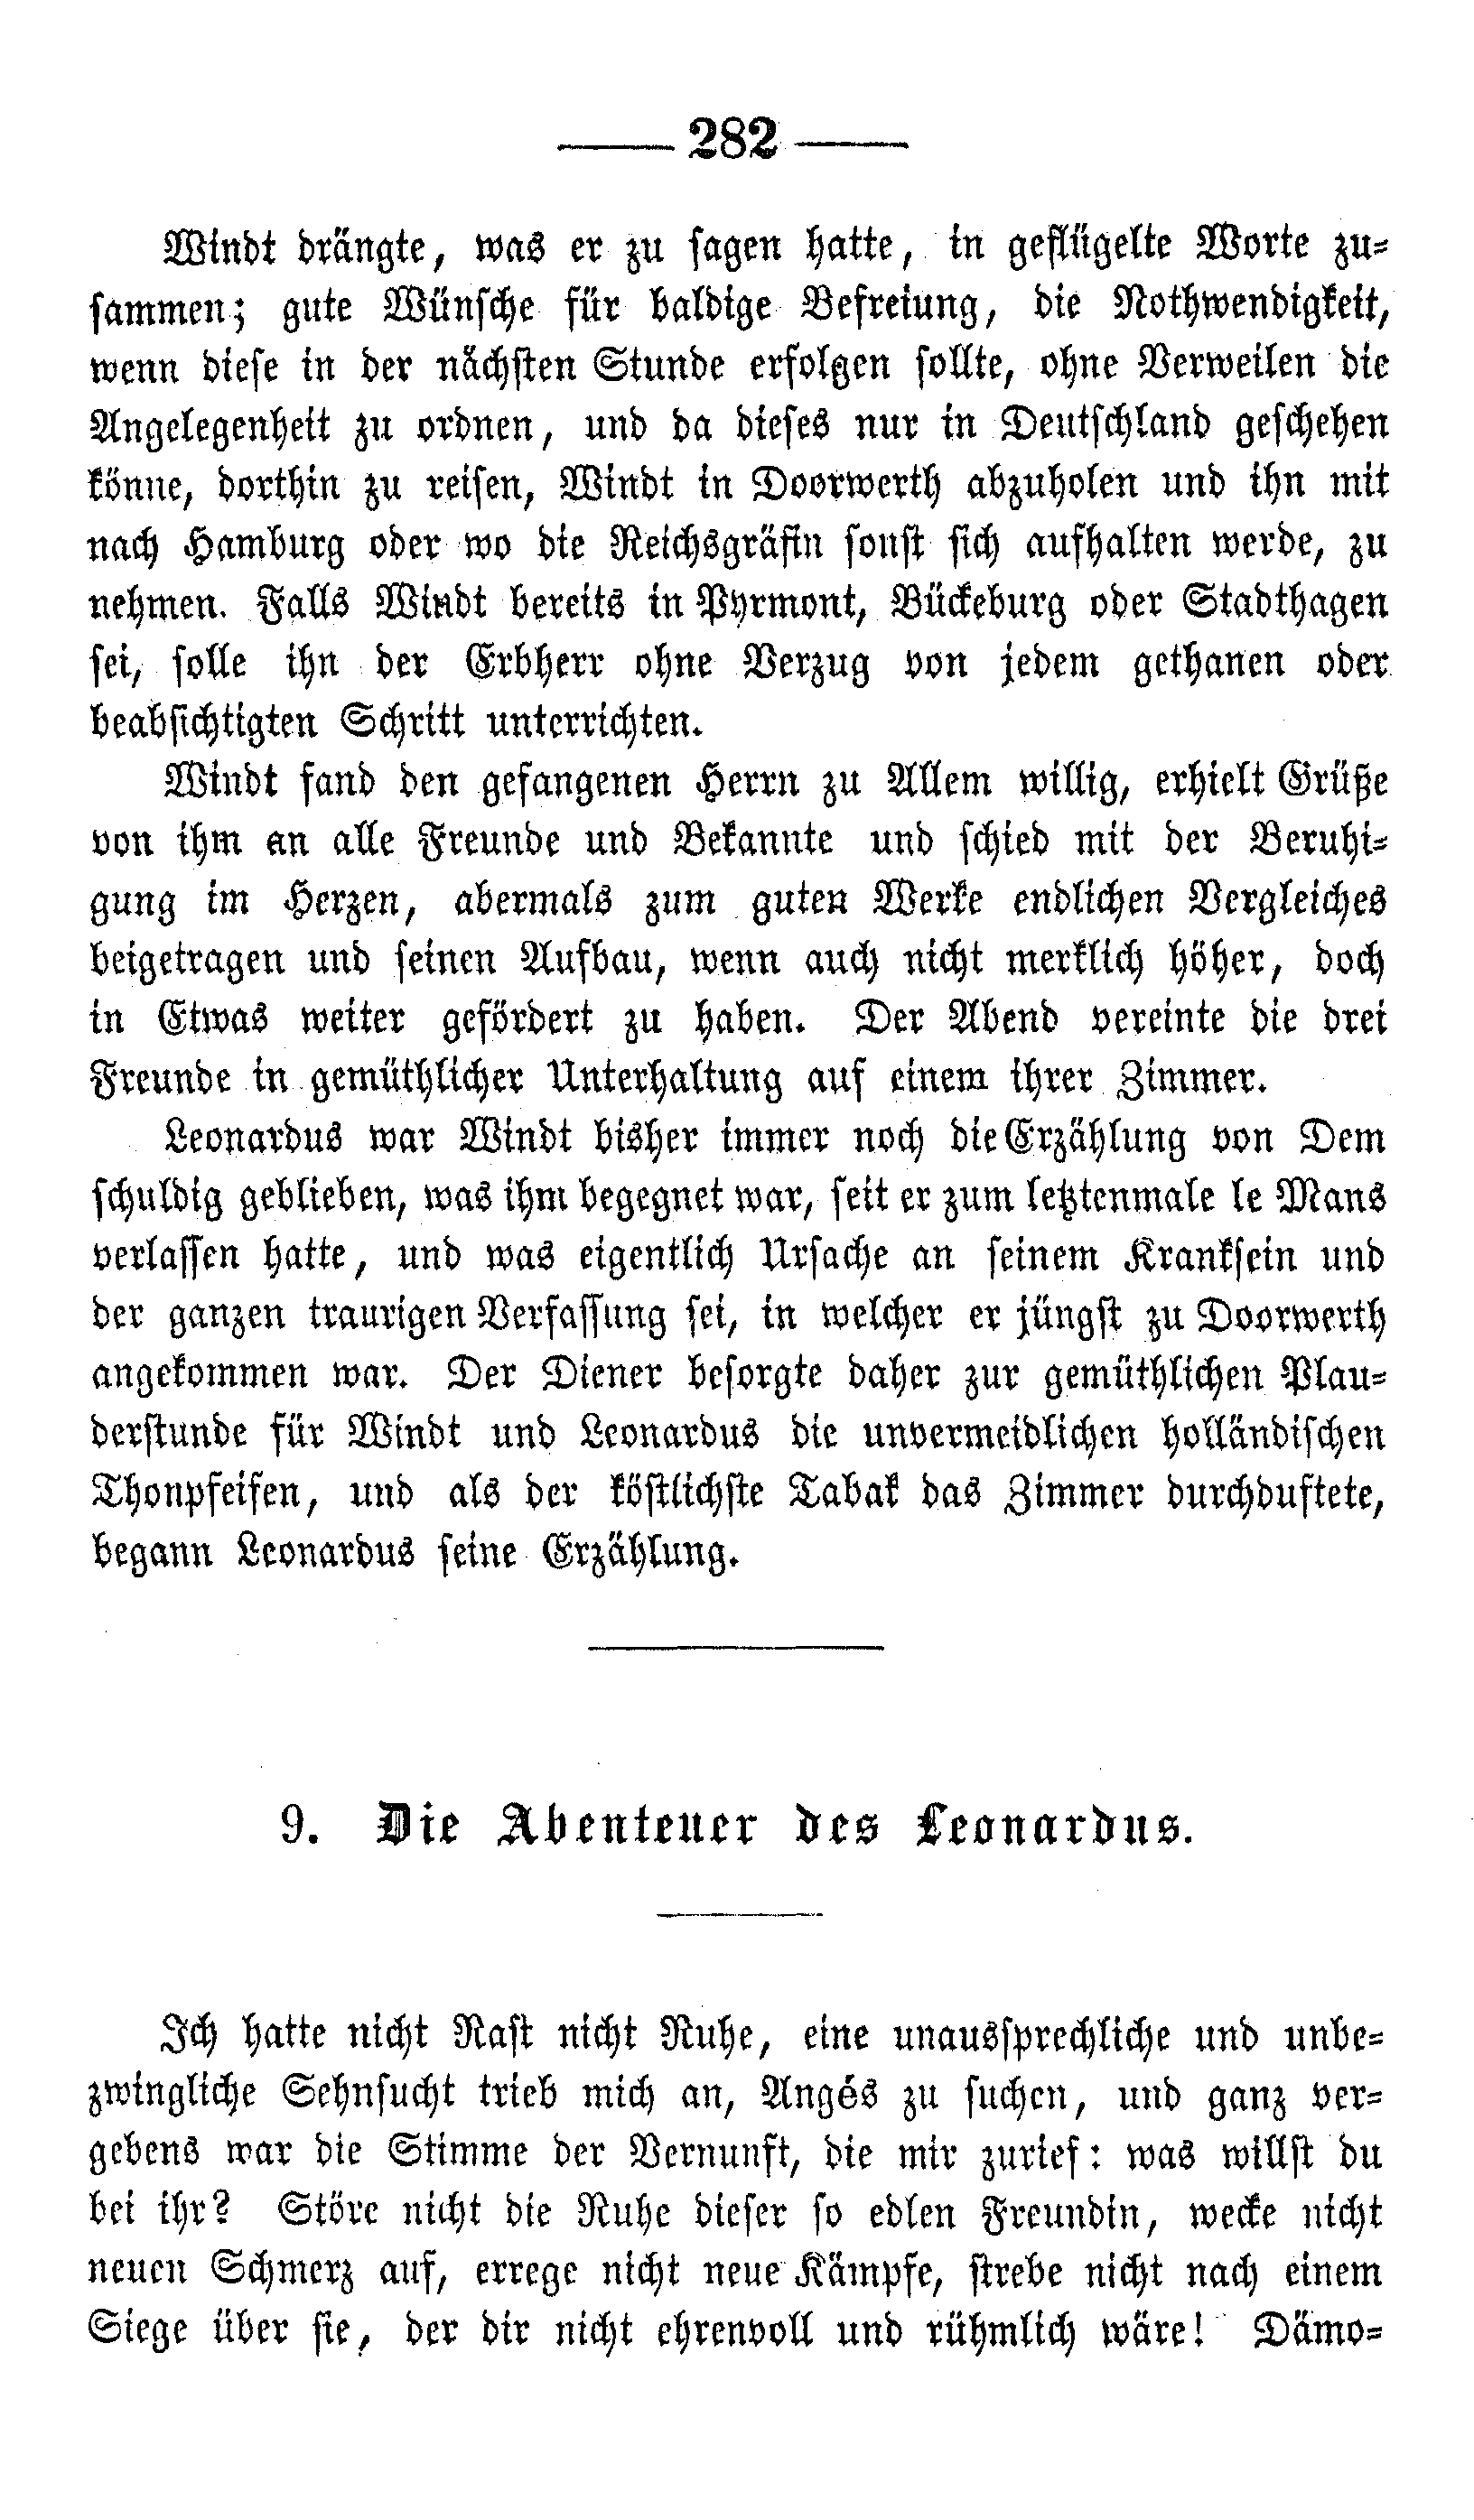 282
Windt drängte, was er zu sagen hatte, in geflügelte Worte zu-
sammen; gute Wünsche für baldige Befreiung, die Nothwendigkeit,
wenn diese in der nächsten Stunde erfolgen sollte, ohne Verweilen die
Angelegenheit zu ordnen, und da dieses nur in Deutschland geschehen
könne, dorthin zu reisen, Windt in Doorwerth abzuholen und ihn mit
nach Hamburg oder wo die Reichsgräfin sonst sich aufhalten werde, zu
nehmen. Falls Windt bereits in Pyrmont, Bückeburg oder Stadthagen
sei, solle ihn der Erbherr ohne Verzug von jedem gethanen oder
beabsichtigten Schritt unterrichten.
Windt fand den gefangenen Herrn zu Allem willig, erhielt Grüße
von ihm an alle Freunde und Bekannte und schied mit der Beruhi-
gung im Herzen, abermals zum guten Werke endlichen Vergleiches
beigetragen und seinen Aufbau, wenn auch nicht merklich höher, doch
in Etwas weiter gefördert zu haben. Der Abend vereinte die drei
Freunde in gemüthlicher Unterhaltung auf einem ihrer Zimmer.
Leonardus war Windt bisher immer noch die Erzählung von Dem
schuldig geblieben, was ihm begegnet war, seit er zum letztenmale le Mans
verlassen hatte, und was eigentlich Ursache an seinem Kranksein und
der ganzen traurigen Verfassung sei, in welcher er jüngst zu Doorwerth
angekommen war. Der Diener besorgte daher zur gemüthlichen Plau-
derstunde für Windt und Leonardus die unvermeidlichen holländischen
Thonpfeifen, und als der köstlichste Tabak das Zimmer durchduftete,
begann Leonardus seine Erzählung.
9. Die Abenteuer des Leonardus.
Ich hatte nicht Rast nicht Ruhe, eine unaussprechliche und unbe-
zwingliche Sehnsucht trieb mich an, Angés zu suchen, und ganz ver-
gebens war die Stimme der Vernunft, die mir zurief: was willst du
bei ihr? Störe nicht die Ruhe dieser so edlen Freundin, wecke nicht
neuen Schmerz auf, errege nicht neue Kämpfe, strebe nicht nach einem
Siege über sie, der dir nicht ehrenvoll und rühmlich wäre! Dämo-